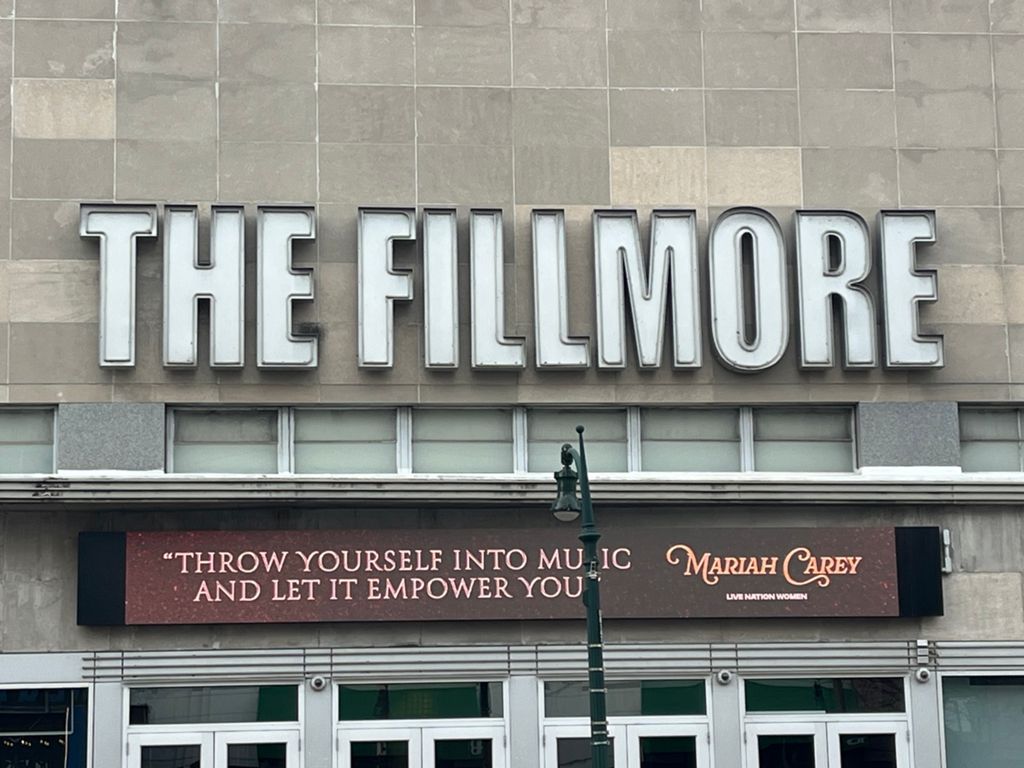 THE FILLMORE
“THROW YOURSELF INTO MUSIC
AND LET IT EMPOWER YOU
MARIAH CAREY
LIVE NATION WOMEN